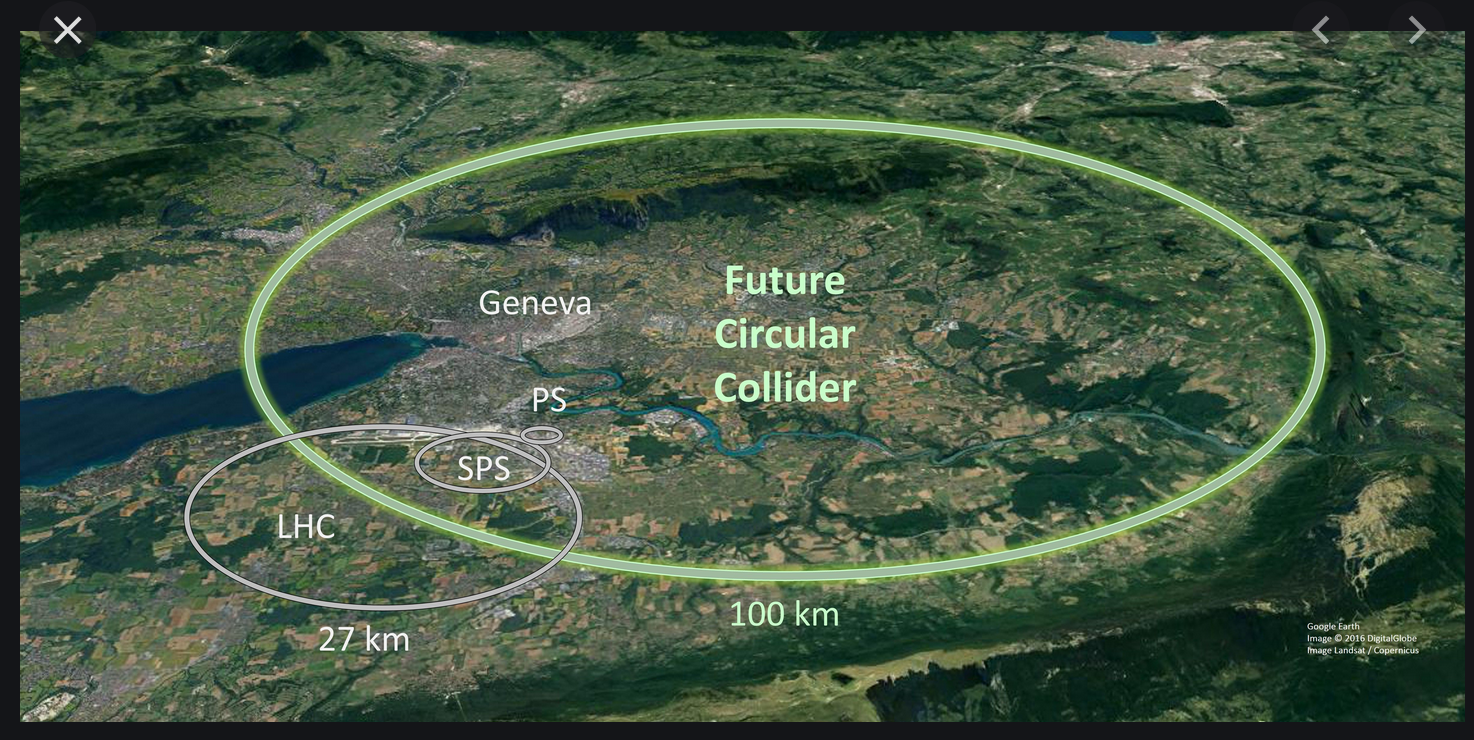 Geneva
Future
Circular
Collider
PS
SPS
LHC
27 km
100 km
Google Earth
Image © 2016 DigitalGlobe
Image Landsat / Copernicus